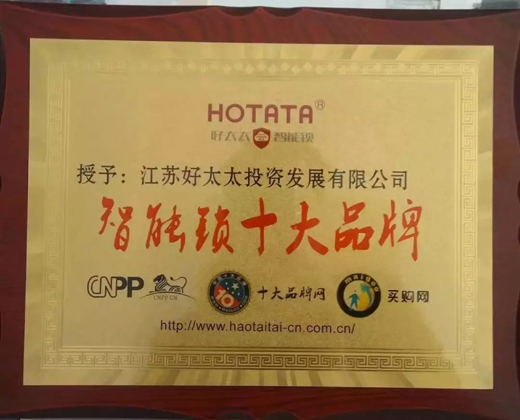 HOTATA®
好太太 智能锁
授予：江苏好太太投资发展有限公司
智能锁十大品牌
CNPP CNPP.CN 十大品牌网 买购网
http://www.haotaitai-cn.com.cn/